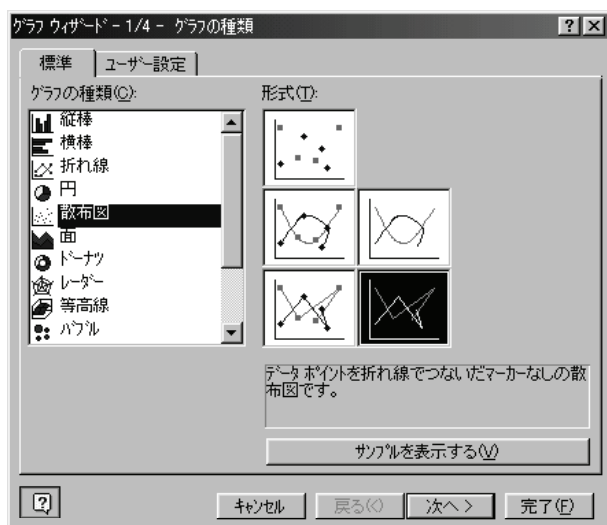 グラフ ウィザード - 1/4 - グラフの種類
標準
ユーザー設定
グラフの種類(C):
形式(T):
縦棒
横棒
折れ線
円
散布図
面
ドーナツ
レーダー
等高線
バブル
データ ポイントを折れ線でつないだマーカーなしの散
布図です。
サンプルを表示する(V)
キャンセル
戻る(<)
次へ >
完了(F)